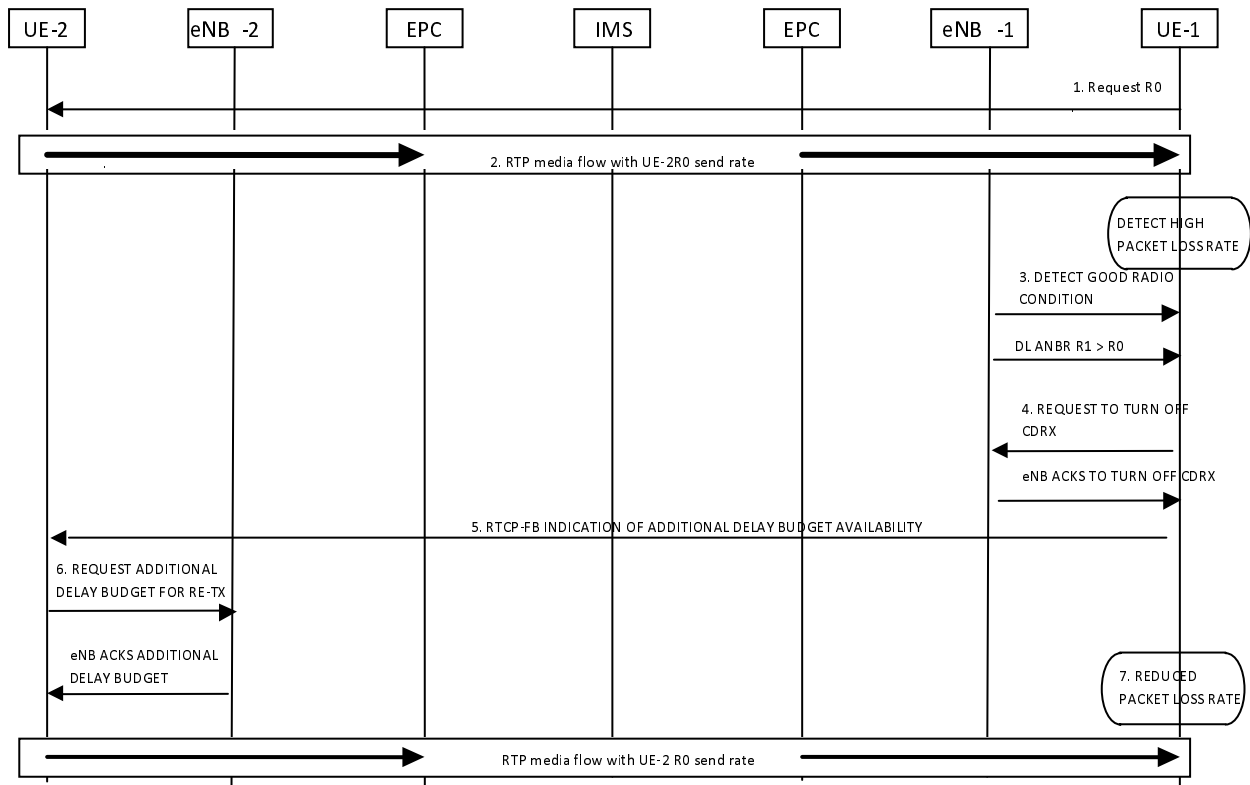 UE-2
eNB -2
EPC
IMS
EPC
eNB -1
UE-1
1. Request R0
2. RTP media flow with UE-2R0 send rate
DETECT HIGH
PACKET LOSS RATE
3. DETECT GOOD RADIO
CONDITION
DL ANBR R1 > R0
4. REQUEST TO TURN OFF
CDRX
eNB ACKS TO TURN OFF CDRX
5. RTCP-FB INDICATION OF ADDITIONAL DELAY BUDGET AVAILABILITY
6. REQUEST ADDITIONAL
DELAY BUDGET FOR RE-TX
eNB ACKS ADDITIONAL
DELAY BUDGET
7. REDUCED
PACKET LOSS RATE
RTP media flow with UE-2 R0 send rate